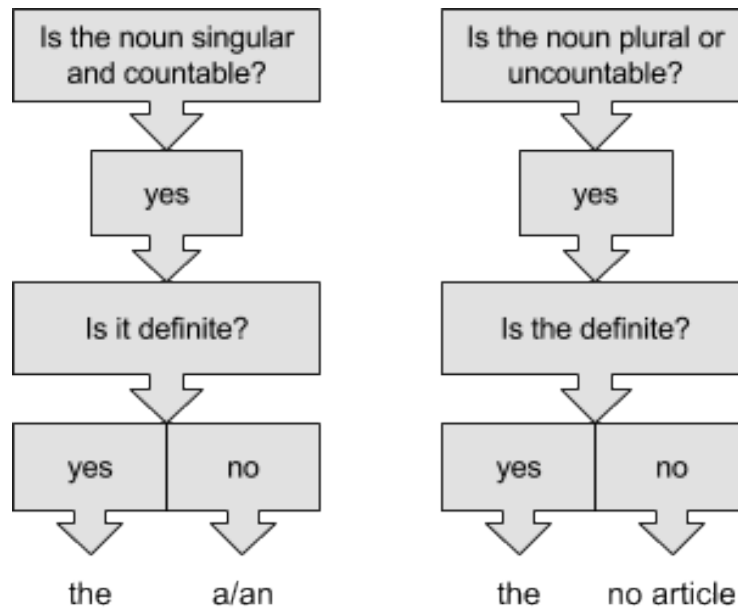 Is the noun singular
and countable?
yes
Is it definite?
yes
no
the
a/an
Is the noun plural or
uncountable?
yes
Is the definite?
yes
no
the
no article